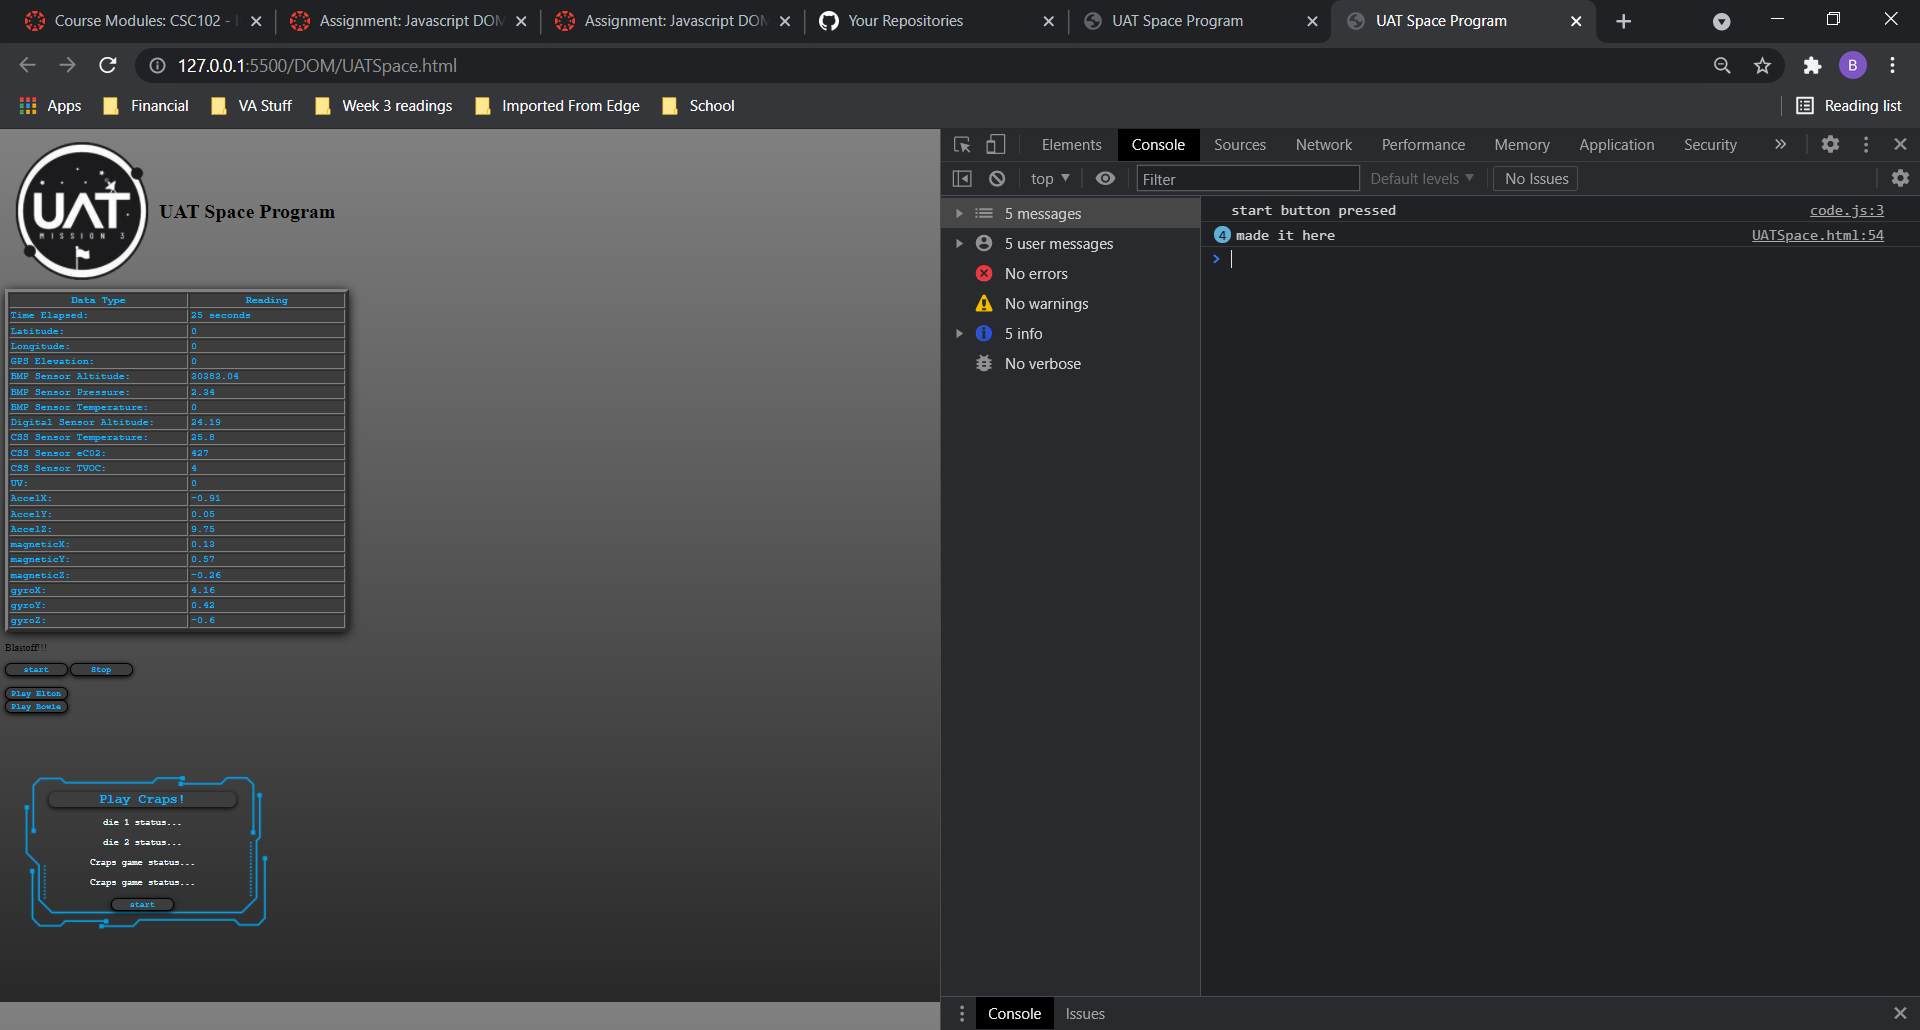 Course Modules: CSC102 -
Assignment: Javascript DOM
Assignment: Javascript DOM
Your Repositories
UAT Space Program
UAT Space Program
127.0.0.1:5500/DOM/UATSpace.html
B
Apps
Financial
VA Stuff
Week 3 readings
Imported From Edge
School
Reading list
UAT
MISSION 3
UAT Space Program
Data Type Reading
Time Elapsed: 25 seconds
Latitude: 0
Longitude: 0
GPS Elevation: 0
BMP Sensor Altitude: 30383.04
BMP Sensor Pressure: 2.34
BMP Sensor Temperature: 0
Digital Sensor Altitude: 24.19
CSS Sensor Temperature: 25.8
CSS Sensor eCO2: 427
CSS Sensor TVOC: 4
UV: 0
AccelX: -0.91
AccelY: 0.05
AccelZ: 9.75
magneticX: 0.13
magneticY: 0.57
magneticZ: -0.26
gyroX: 4.16
gyroY: 0.42
gyroZ: -0.6
Blastoff!!!
start Stop
Play Elton
Play Bowie
Play Craps!
die 1 status...
die 2 status...
Craps game status...
Craps game status...
start
Elements Console Sources Network Performance Memory Application Security »
top Filter Default levels No Issues
5 messages
5 user messages
No errors
No warnings
5 info
No verbose
start button pressed code.js:3
4 made it here UATSpace.html:54
Console Issues